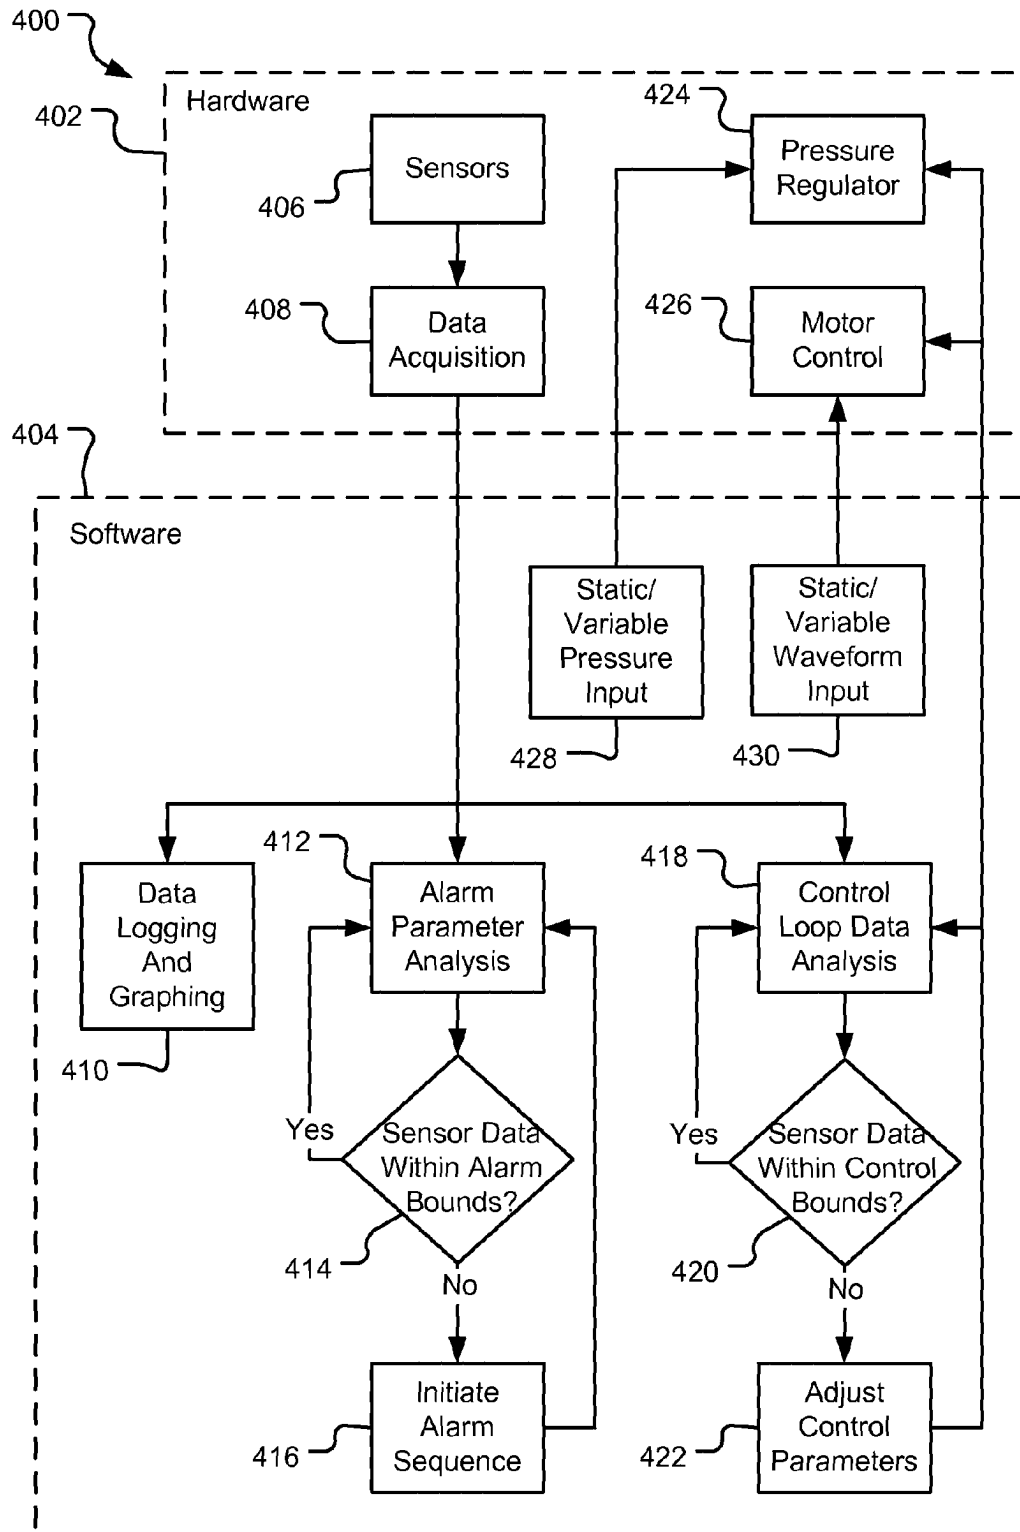 400
402
Hardware
424
Sensors
406
Pressure
Regulator
408
Data
Acquisition
426
Motor
Control
404
Software
Static/
Variable
Pressure
Input
428
Static/
Variable
Waveform
Input
430
412
418
Data
Logging
And
Graphing
410
Alarm
Parameter
Analysis
Control
Loop Data
Analysis
Yes
Sensor Data
Within Alarm
Bounds?
414
No
Yes
Sensor Data
Within Control
Bounds?
420
No
Initiate
Alarm
Sequence
416
Adjust
Control
Parameters
422